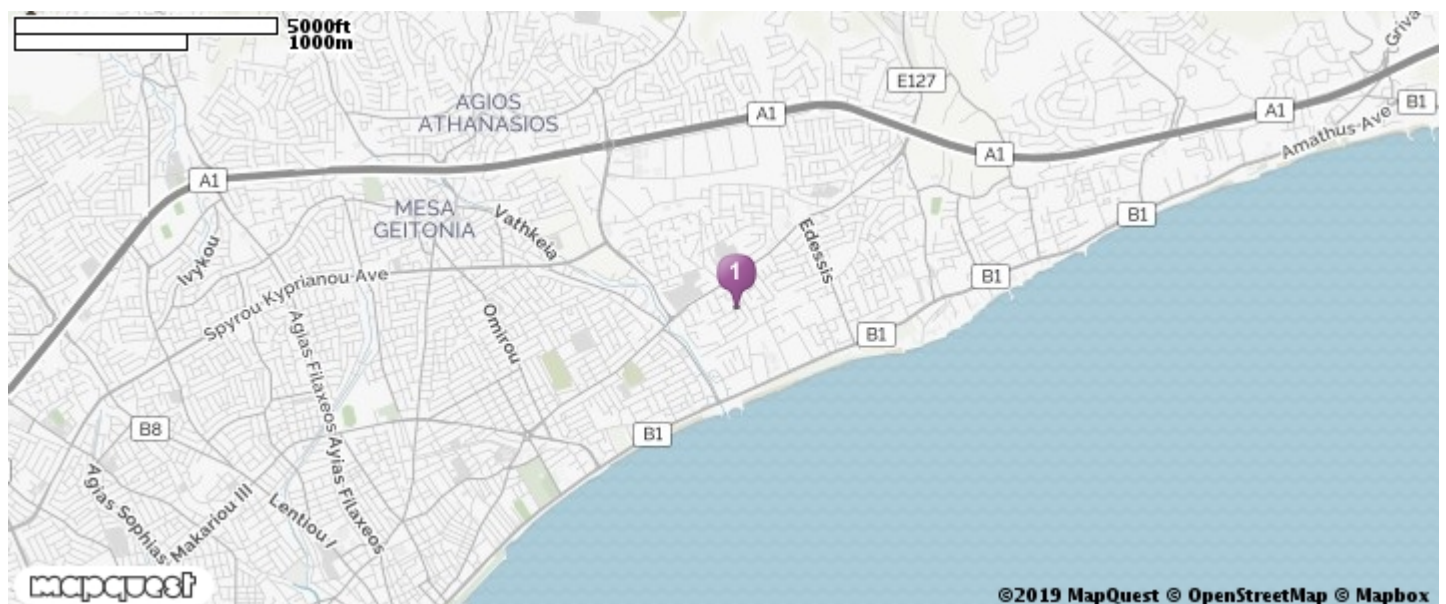 5000ft
1000m
AGIOS
ATHANASIOS
E127
A1
A1
A1
A1
B1
Amathus Ave
Griva
MESA
GEITONIA
Vathkeia
Edessis
B1
B1
B1
B1
1
Ivykou
Spyrou Kyprianou Ave
Omirou
Agias Filaxeos
Ayias Filaxeos
B8
Agias Sophias
Makariou III
Lentiou /
mapquest
©2019 MapQuest © OpenStreetMap © Mapbox